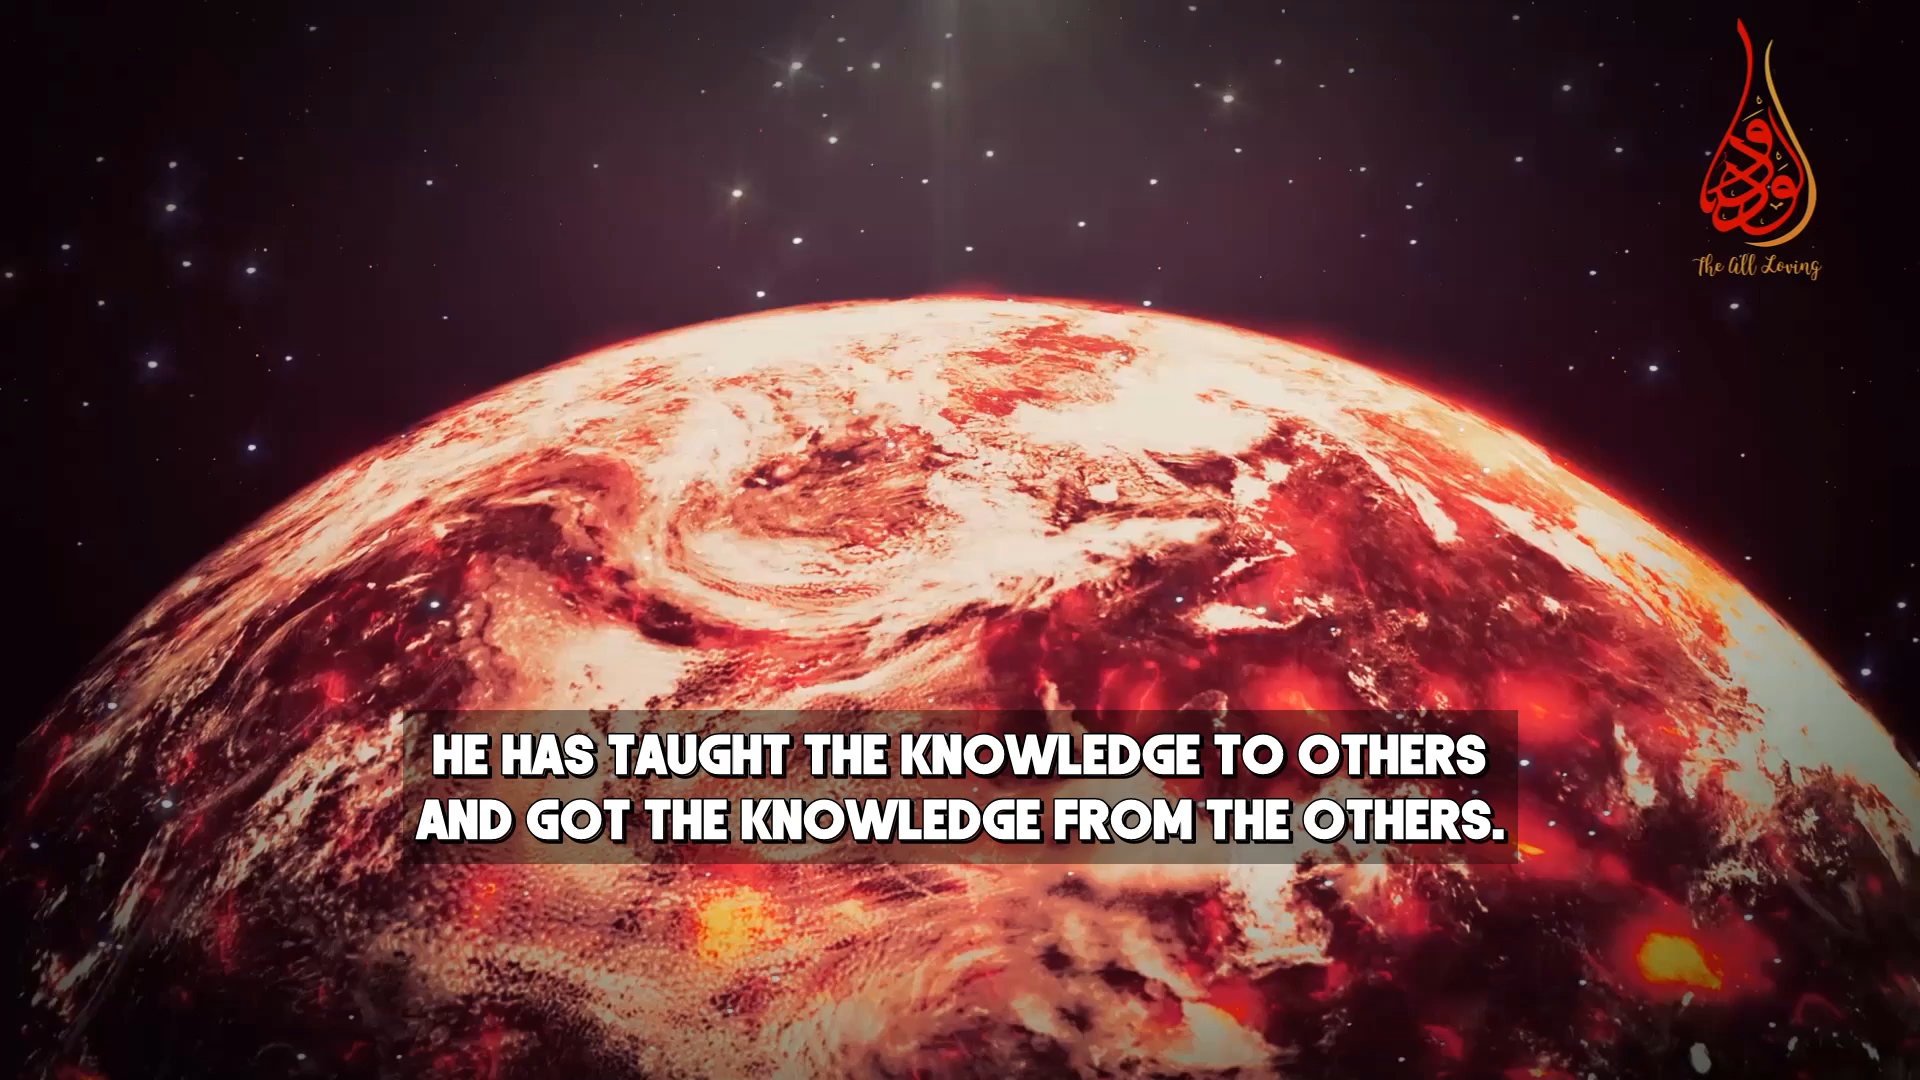 The All Loving
HE HAS TAUGHT THE KNOWLEDGE TO OTHERS
AND GOT THE KNOWLEDGE FROM THE OTHERS.